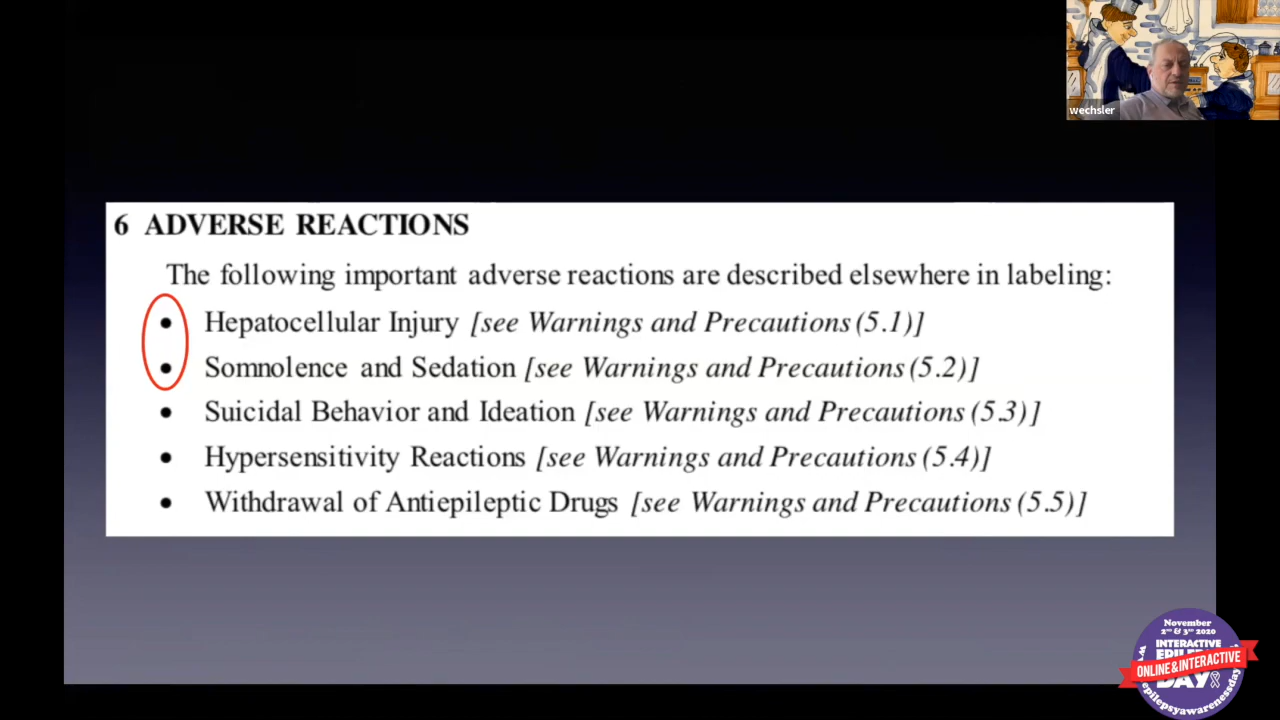 wechsler
6 ADVERSE REACTIONS
The following important adverse reactions are described elsewhere in labeling:
• Hepatocellular Injury [see Warnings and Precautions (5.1)]
• Somnolence and Sedation [see Warnings and Precautions (5.2)]
• Suicidal Behavior and Ideation [see Warnings and Precautions (5.3)]
• Hypersensitivity Reactions [see Warnings and Precautions (5.4)]
• Withdrawal of Antiepileptic Drugs [see Warnings and Precautions (5.5)]
November
2ND & 3RD 2020
INTERACTIVE
ONLINE & INTERACTIVE
DAY
epilepsyawarenessday